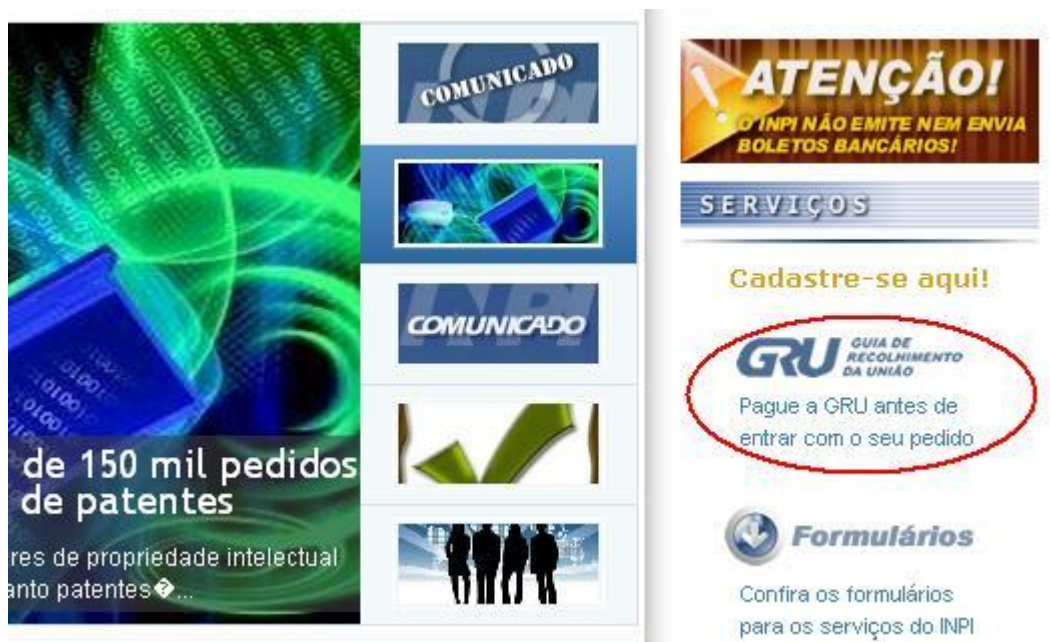 de 150 mil pedidos
de patentes
res de propriedade intelectual
anto patentes�...
COMUNICADO
INPI
COMUNICADO
INPI
ATENÇÃO!
O INPI NÃO EMITE NEM ENVIA
BOLETOS BANCÁRIOS!
SERVIÇOS
Cadastre-se aqui!
GRU GUIA DE
RECOLHIMENTO
DA UNIÃO
Pague a GRU antes de
entrar com o seu pedido
Formulários
Confira os formulários
para os serviços do INPI